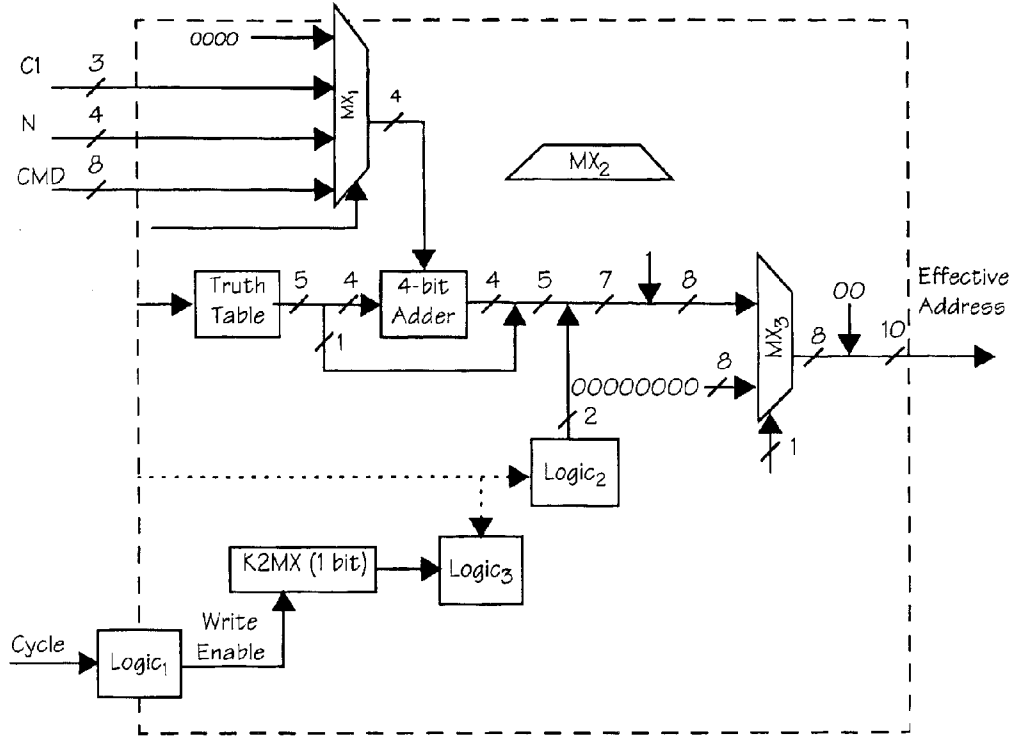 0000
C1
3
N
4
CMD
8
MX1
4
MX2
Truth
Table
5
4
1
4-bit
Adder
4
5
7
1
8
MX3
00
8
10
Effective
Address
00000000
8
1
2
Logic2
K2MX (1 bit)
Logic3
Write
Enable
Cycle
Logic1